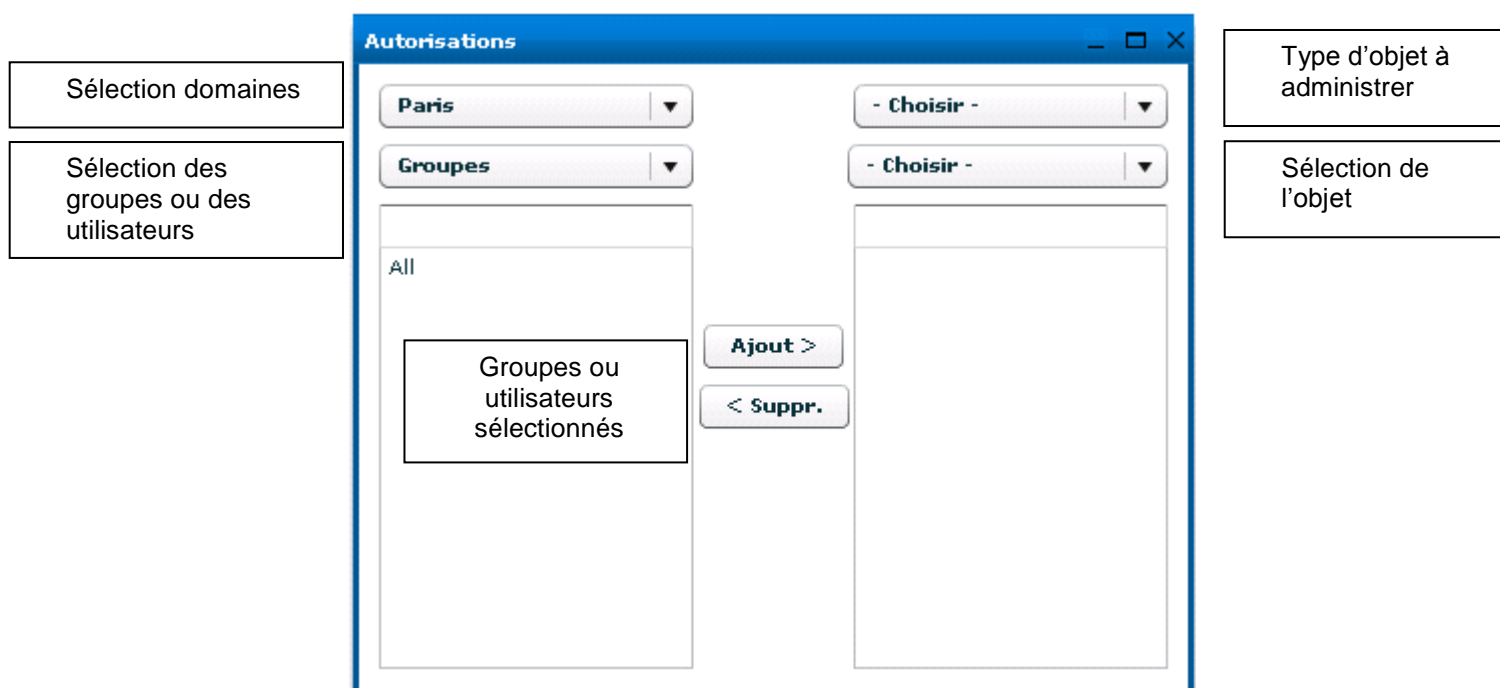 Autorisations
Sélection domaines
Paris
- Choisir -
Type d’objet à
administrer
Sélection des
groupes ou des
utilisateurs
Groupes
- Choisir -
Sélection de
l’objet
All
Groupes ou
utilisateurs
sélectionnés
Ajout >
< Suppr.